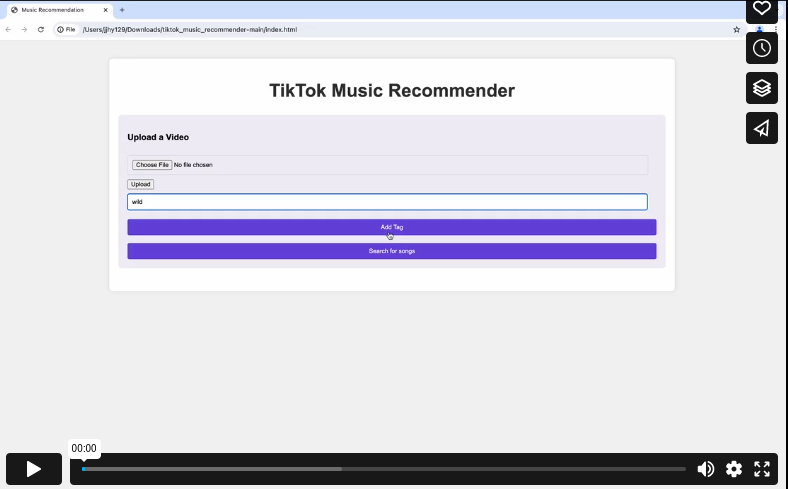 Music Recommendation
File /Users/jjhy129/Downloads/tiktok_music_recommender-main/index.html
TikTok Music Recommender
Upload a Video
Choose File No file chosen
Upload
wild
Add Tag
Search for songs
00:00